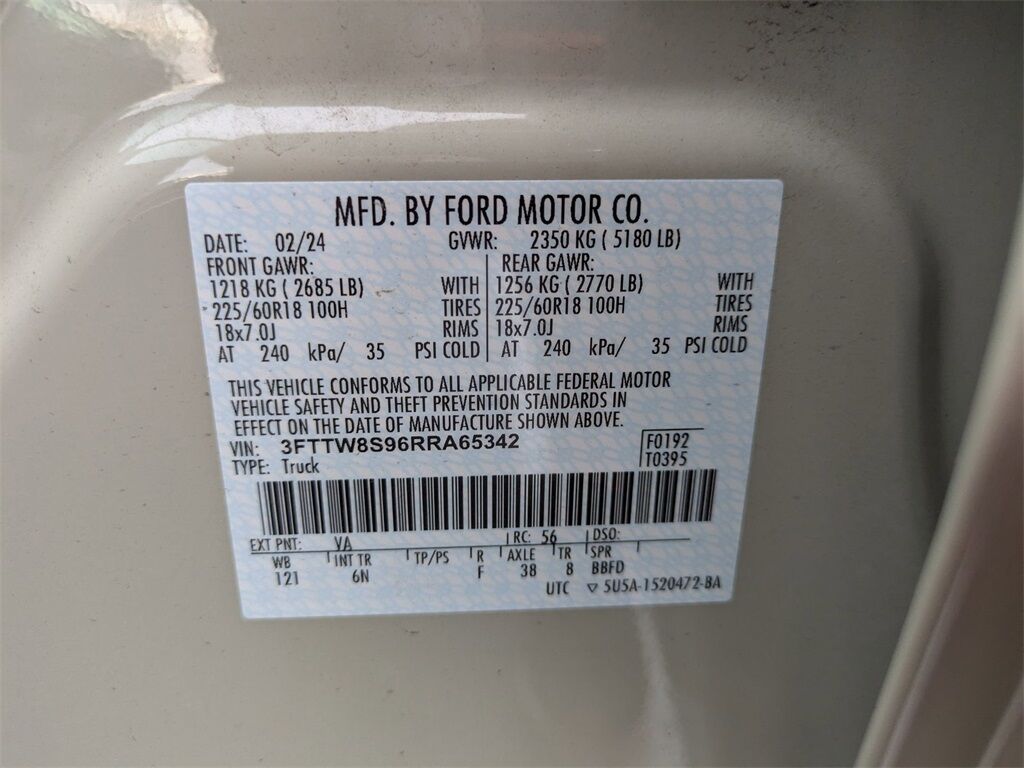 MFD. BY FORD MOTOR CO.
DATE: 02/24 GVWR: 2350 KG ( 5180 LB)
FRONT GAWR: REAR GAWR:
1218 KG ( 2685 LB) WITH 1256 KG ( 2770 LB) WITH
225/60R18 100H TIRES 225/60R18 100H TIRES
18x7.0J RIMS 18x7.0J RIMS
AT 240 kPa/ 35 PSI COLD AT 240 kPa/ 35 PSI COLD
THIS VEHICLE CONFORMS TO ALL APPLICABLE FEDERAL MOTOR
VEHICLE SAFETY AND THEFT PREVENTION STANDARDS IN
EFFECT ON THE DATE OF MANUFACTURE SHOWN ABOVE.
VIN: 3FTTW8S96RRA65342 F0192
TYPE: Truck T0395
EXT PNT: VA RC: 56 DSO:
WB INT TR TP/PS R AXLE TR SPR
121 6N F 38 8 BBFD
UTC ▽ 5U5A-1520472-BA